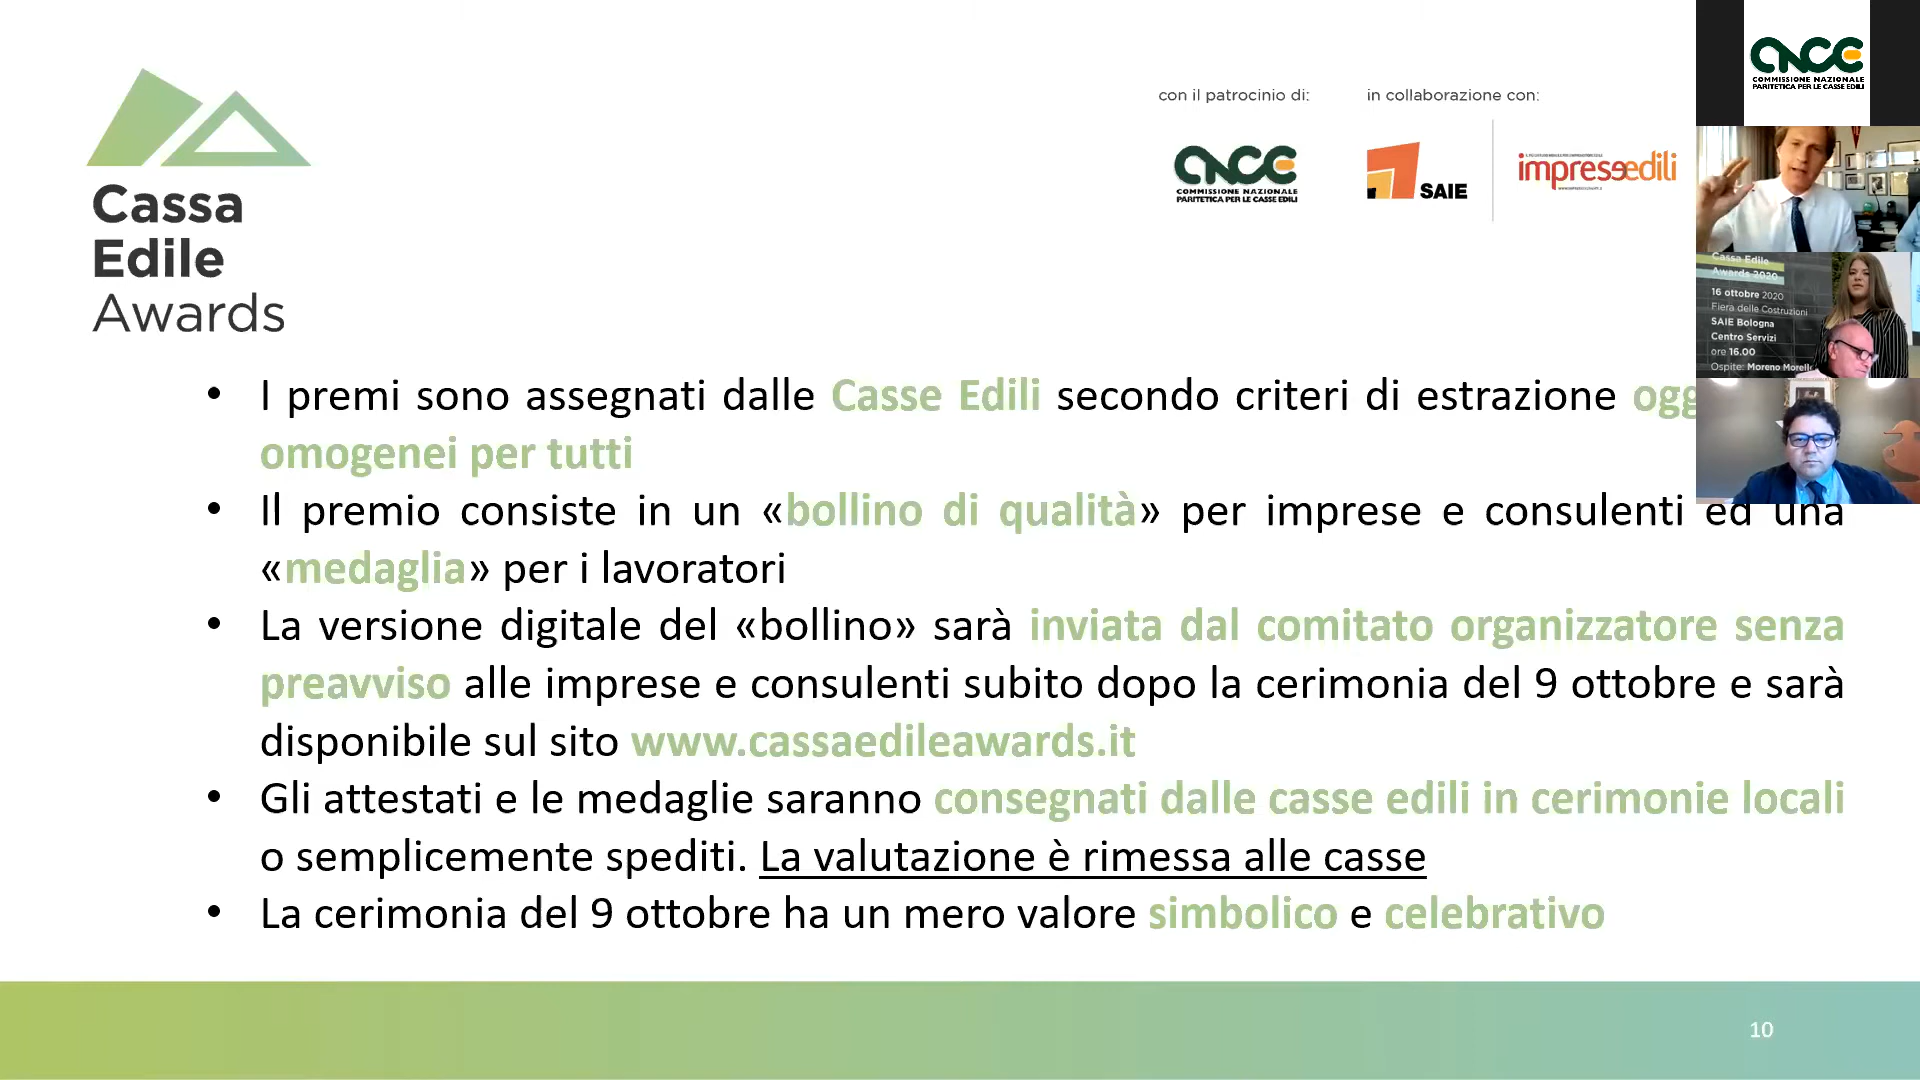 Cassa
Edile
Awards
con il patrocinio di:
in collaborazione con:
CNCE
COMMISSIONE NAZIONALE
PARITETICA PER LE CASSE EDILI
SAIE
impreseedili
CNCE
COMMISSIONE NAZIONALE
PARITETICA PER LE CASSE EDILI
Cassa Edile
Awards 2020
16 ottobre 2020
Fiera delle Costruzioni
SAIE Bologna
Centro Servizi
ore 16.00
Ospite: Moreno
• I premi sono assegnati dalle Casse Edili secondo criteri di estrazione
omogenei per tutti
• Il premio consiste in un «bollino di qualità» per imprese e consulenti ed una
«medaglia» per i lavoratori
• La versione digitale del «bollino» sarà inviata dal comitato organizzatore senza
preavviso alle imprese e consulenti subito dopo la cerimonia del 9 ottobre e sarà
disponibile sul sito www.cassaedileawards.it
• Gli attestati e le medaglie saranno consegnati dalle casse edili in cerimonie locali
o semplicemente spediti. La valutazione è rimessa alle casse
• La cerimonia del 9 ottobre ha un mero valore simbolico e celebrativo
10